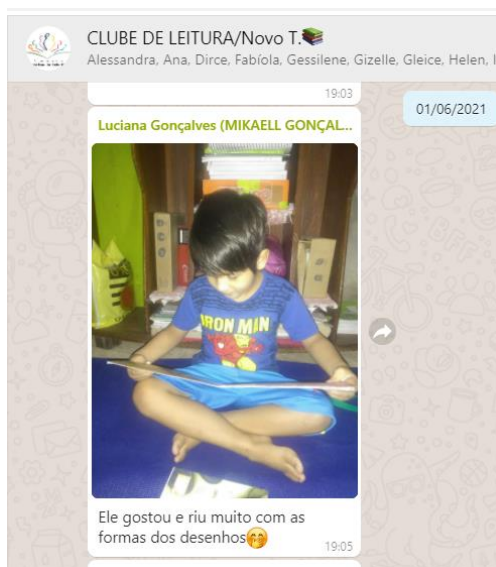 CLUBE DE LEITURA/Novo T.📚
Alessandra, Ana, Dirce, Fabíola, Gessilene, Gizelle, Gleice, Helen,
19:03
01/06/2021
Luciana Gonçalves (MIKAELL GONÇAL...
IRON MAN
Ele gostou e riu muito com as
formas dos desenhos🤭
19:05